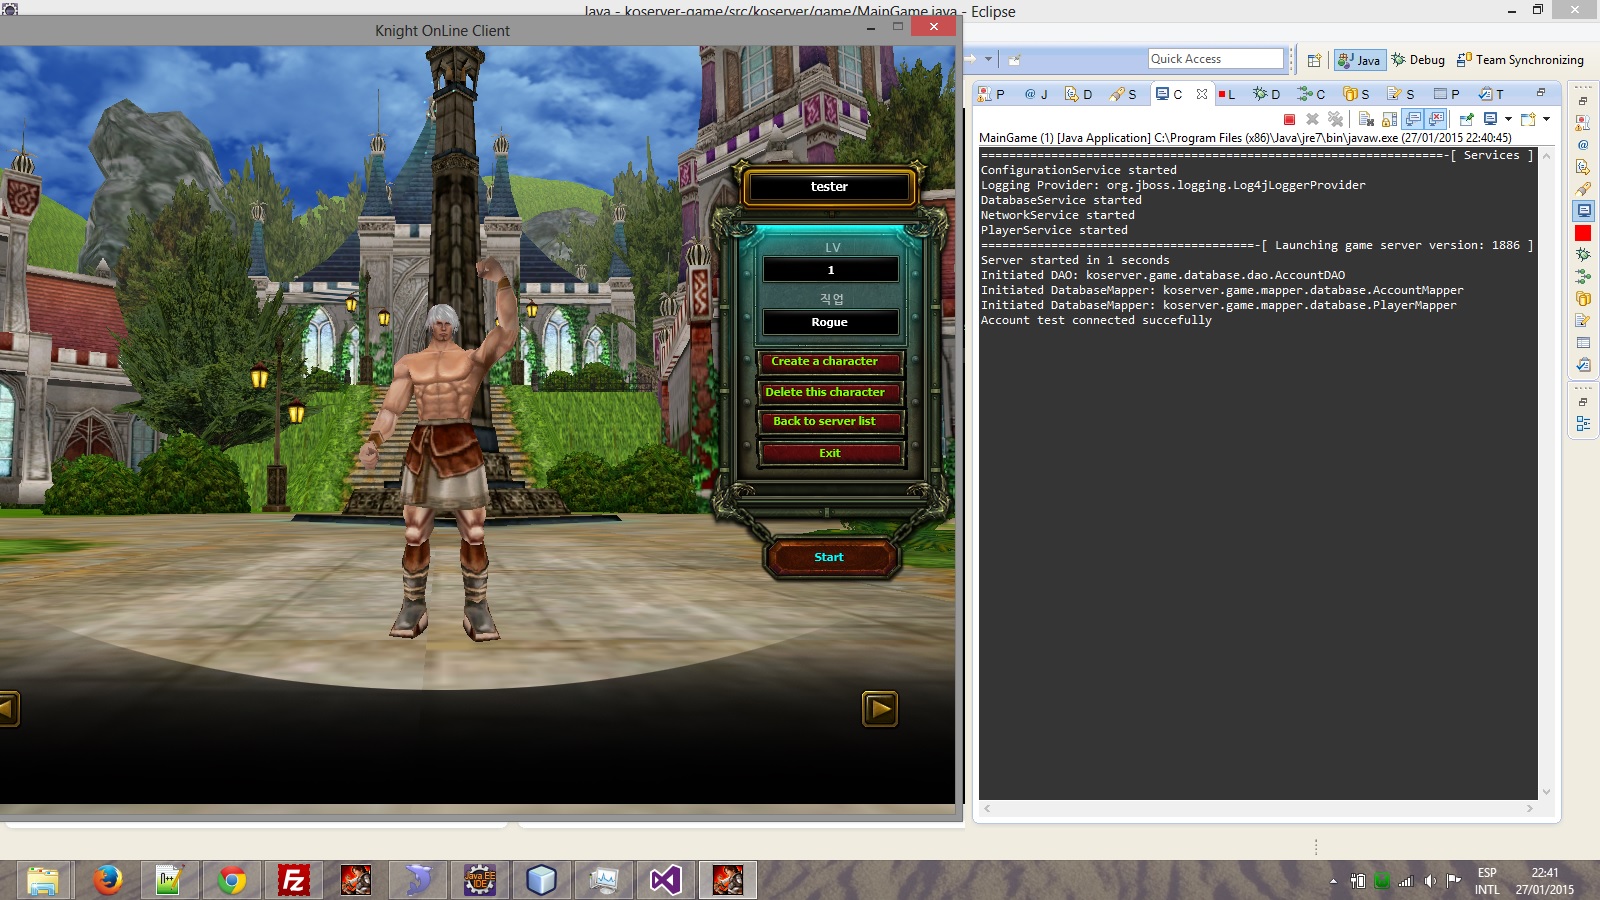 Java - koserver-game/src/koserver/game/MainGame.java - Eclipse
Knight OnLine Client
Quick Access
Java
Debug
Team Synchronizing
P
@ J
D
S
C
L
D
C
S
S
P
T
MainGame (1) [Java Application] C:\Program Files (x86)\Java\jre7\bin\javaw.exe (27/01/2015 22:40:45)
==================================================================-[ Services ]
ConfigurationService started
Logging Provider: org.jboss.logging.Log4jLoggerProvider
DatabaseService started
NetworkService started
PlayerService started
=======================================-[ Launching game server version: 1886 ]
Server started in 1 seconds
Initiated DAO: koserver.game.database.dao.AccountDAO
Initiated DatabaseMapper: koserver.game.mapper.database.AccountMapper
Initiated DatabaseMapper: koserver.game.mapper.database.PlayerMapper
Account test connected succefully
tester
LV
1
직업
Rogue
Create a character
Delete this character
Back to server list
Exit
Start
Fz
Java EE
IDE
ESP
INTL
22:41
27/01/2015